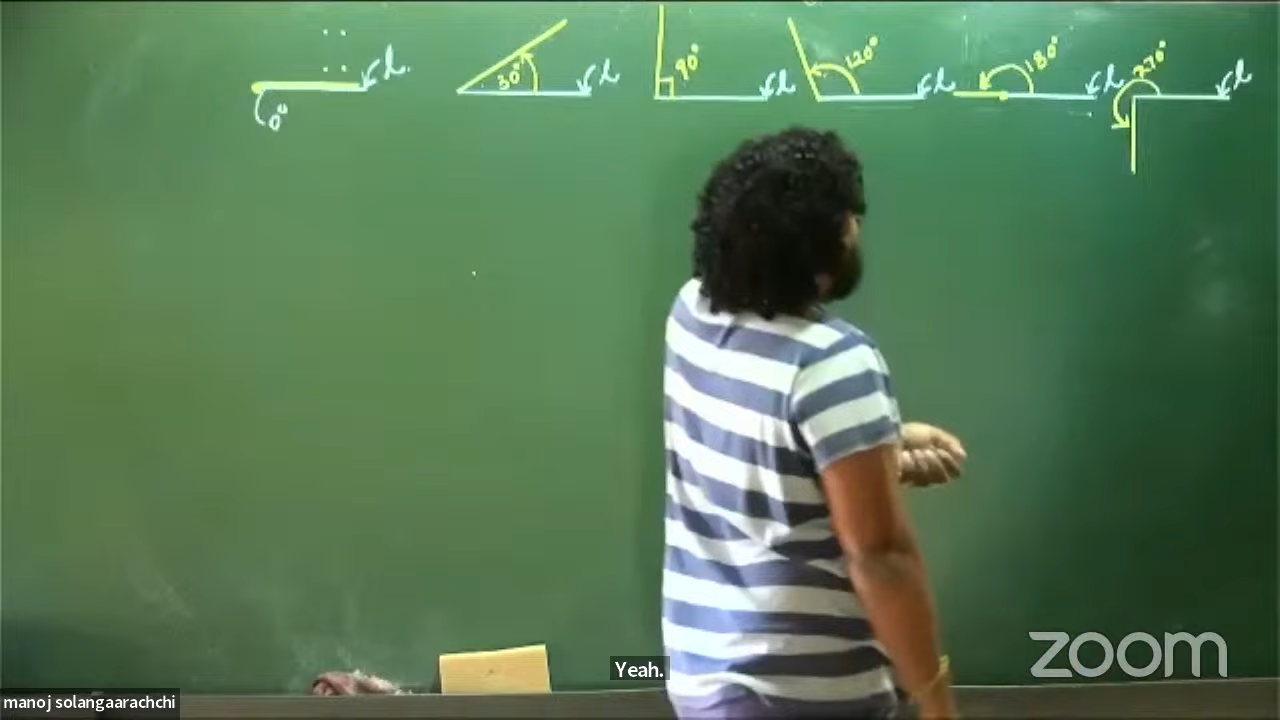 0° l.
30° l
90° l
120° l
180° l
270° l
Yeah.
manoj solangaarachchi
zoom